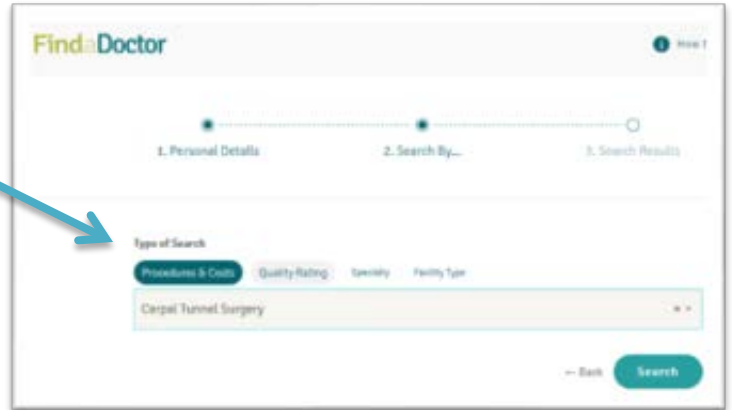 FindaDoctor
How
1. Personal Details
2. Search By...
3. Search Results
Type of Search
Procedures & Costs Quality Rating Specialty Facility Type
Carpal Tunnel Surgery
← Back Search